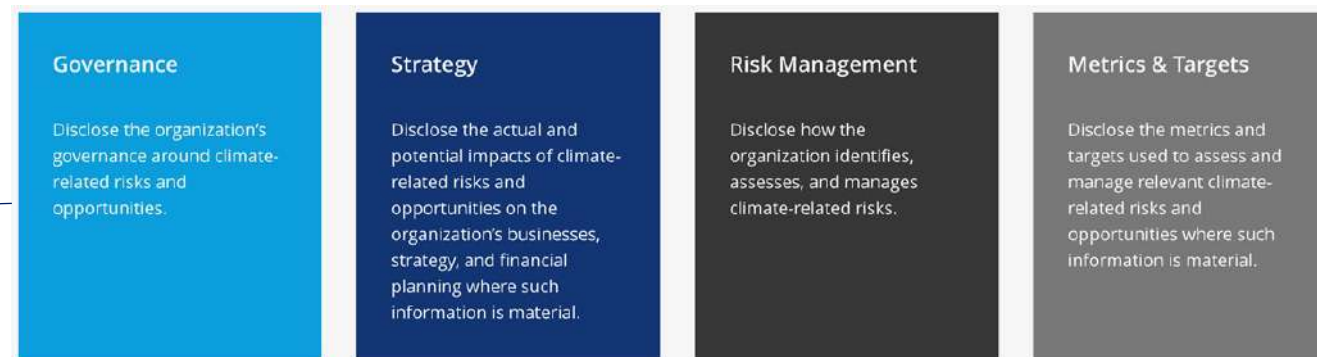 Governance
Disclose the organization's
governance around climate-
related risks and
opportunities.
Strategy
Disclose the actual and
potential impacts of climate-
related risks and
opportunities on the
organization's businesses,
strategy, and financial
planning where such
information is material.
Risk Management
Disclose how the
organization identifies,
assesses, and manages
climate-related risks.
Metrics & Targets
Disclose the metrics and
targets used to assess and
manage relevant climate-
related risks and
opportunities where such
information is material.